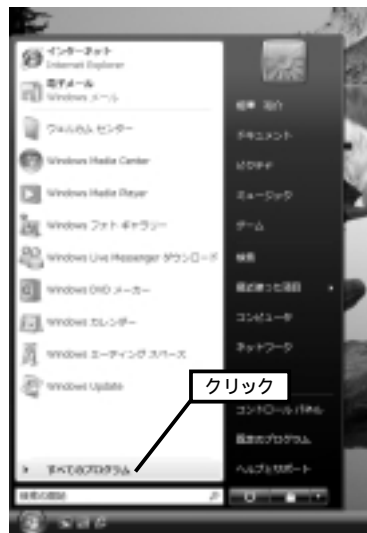 インターネット
Internet Explorer
電子メール
Windows メール
ウェルカム センター
Windows Media Center
Windows Media Player
Windows フォト ギャラリー
Windows Live Messenger ダウンロード
Windows DVD メーカー
Windows カレンダー
Windows ミーティング スペース
Windows Update
すべてのプログラム
検索の開始
ドキュメント
ピクチャ
ミュージック
ゲーム
検索
最近使った項目
コンピュータ
ネットワーク
クリック
コントロール パネル
既定のプログラム
ヘルプとサポート